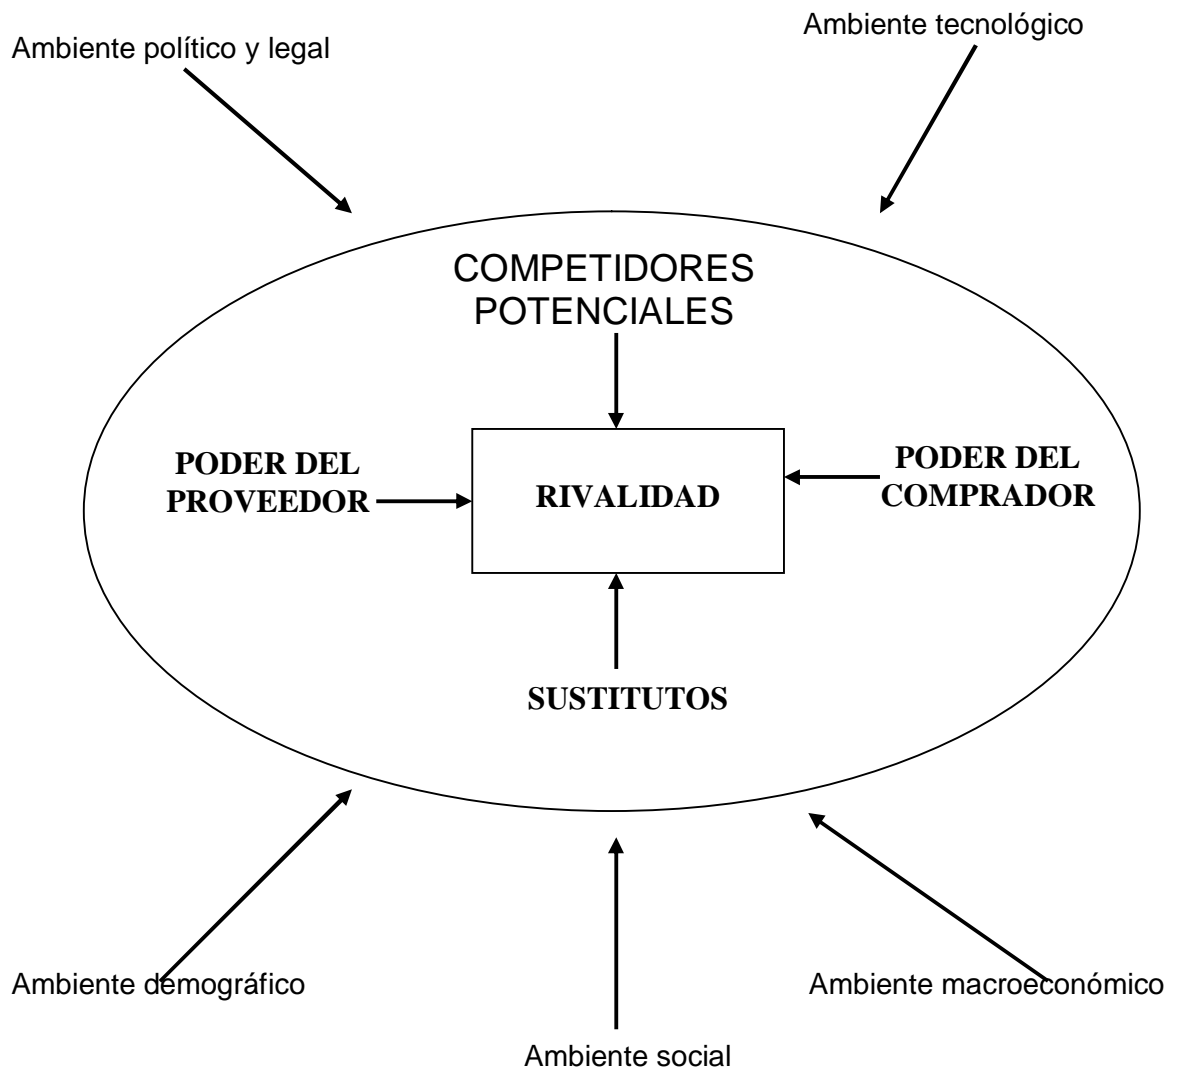 Ambiente político y legal
Ambiente tecnológico
COMPETIDORES
POTENCIALES
PODER DEL
PROVEEDOR
RIVALIDAD
PODER DEL
COMPRADOR
SUSTITUTOS
Ambiente demográfico
Ambiente macroeconómico
Ambiente social